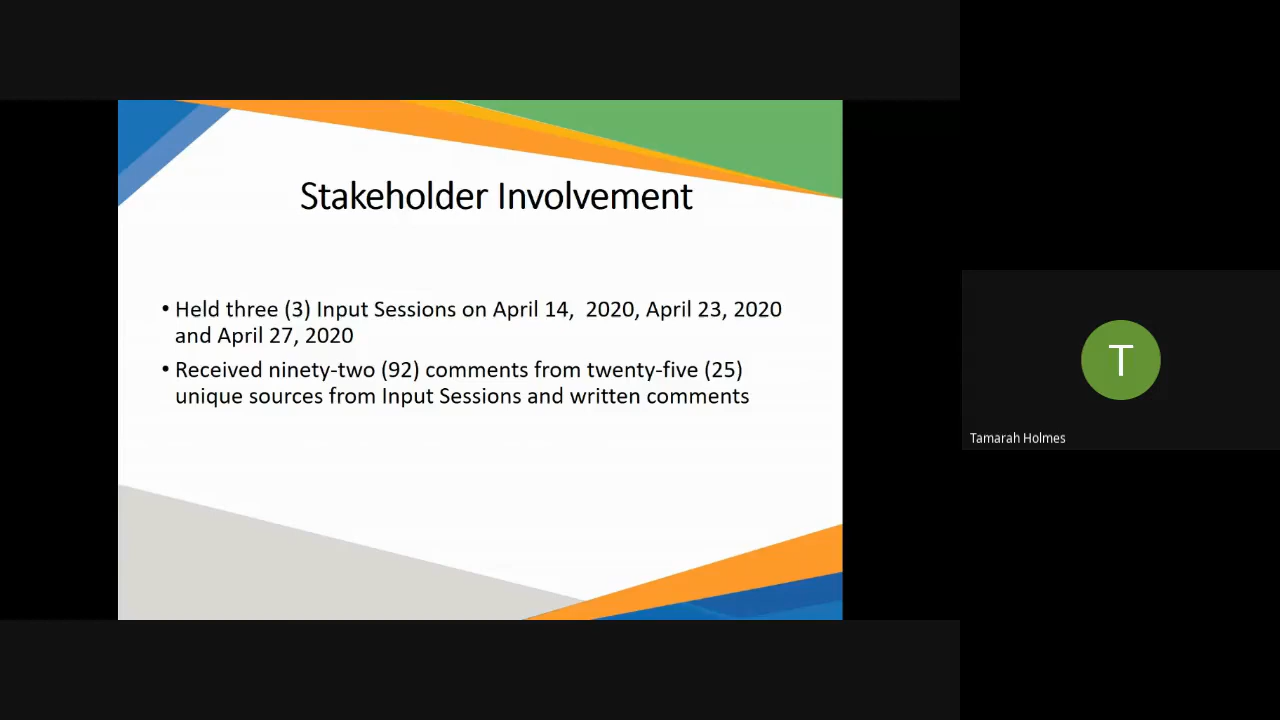 Stakeholder Involvement
• Held three (3) Input Sessions on April 14,  2020, April 23, 2020
and April 27, 2020
• Received ninety-two (92) comments from twenty-five (25)
unique sources from Input Sessions and written comments
T
Tamarah Holmes